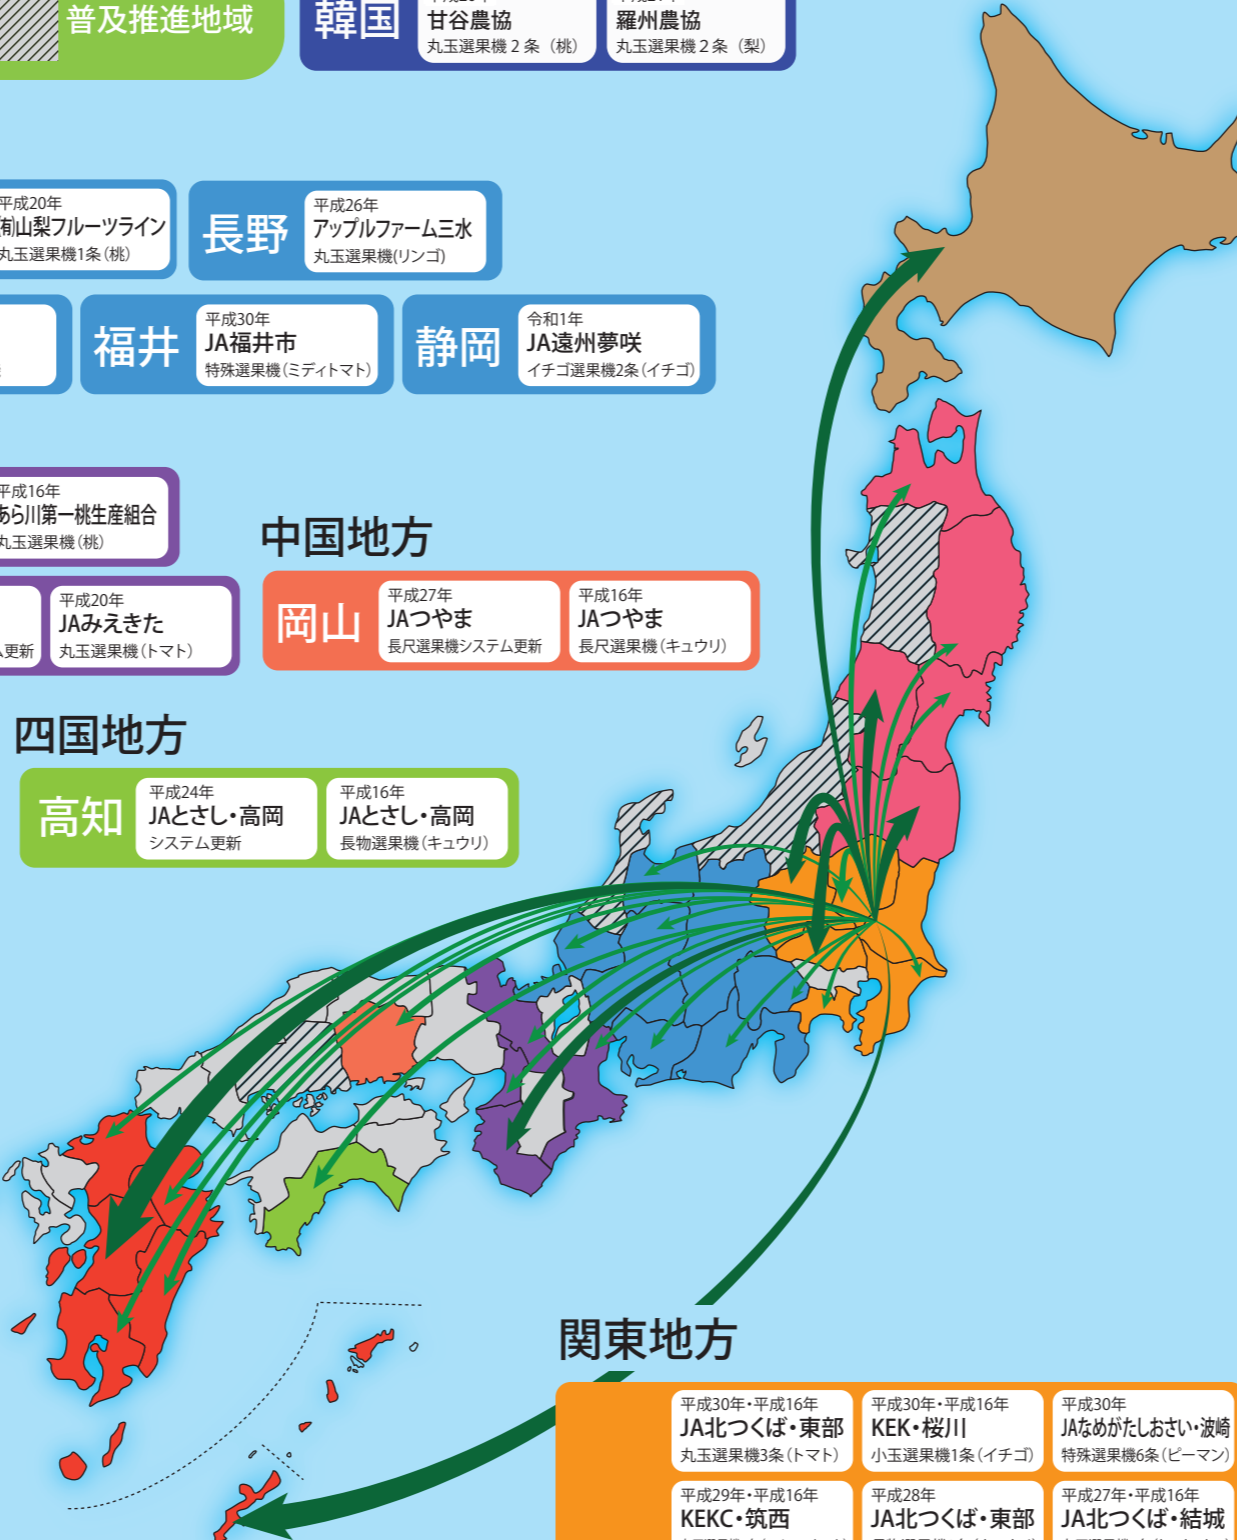 普及推進地域
韓国
甘谷農協
丸玉選果機2条（桃）
羅州農協
丸玉選果機2条（梨）
平成20年
㈲山梨フルーツライン
丸玉選果機1条（桃）
長野
平成26年
アップルファーム三水
丸玉選果機(リンゴ)
福井
平成30年
JA福井市
特殊選果機（ミディトマト）
静岡
令和1年
JA遠州夢咲
イチゴ選果機2条（イチゴ）
平成16年
あら川第一桃生産組合
丸玉選果機（桃）
更新
平成20年
JAみえきた
丸玉選果機（トマト）
中国地方
岡山
平成27年
JAつやま
長尺選果機システム更新
平成16年
JAつやま
長尺選果機（キュウリ）
四国地方
高知
平成24年
JAとさし・高岡
システム更新
平成16年
JAとさし・高岡
長物選果機（キュウリ）
関東地方
平成30年・平成16年
JA北つくば・東部
丸玉選果機3条（トマト）
平成30年・平成16年
KEK・桜川
小玉選果機1条（イチゴ）
平成30年
JAなめがたしおさい・波崎
特殊選果機6条（ピーマン）
平成29年・平成16年
KEKC・筑西
平成28年
JA北つくば・東部
平成27年・平成16年
JA北つくば・結城